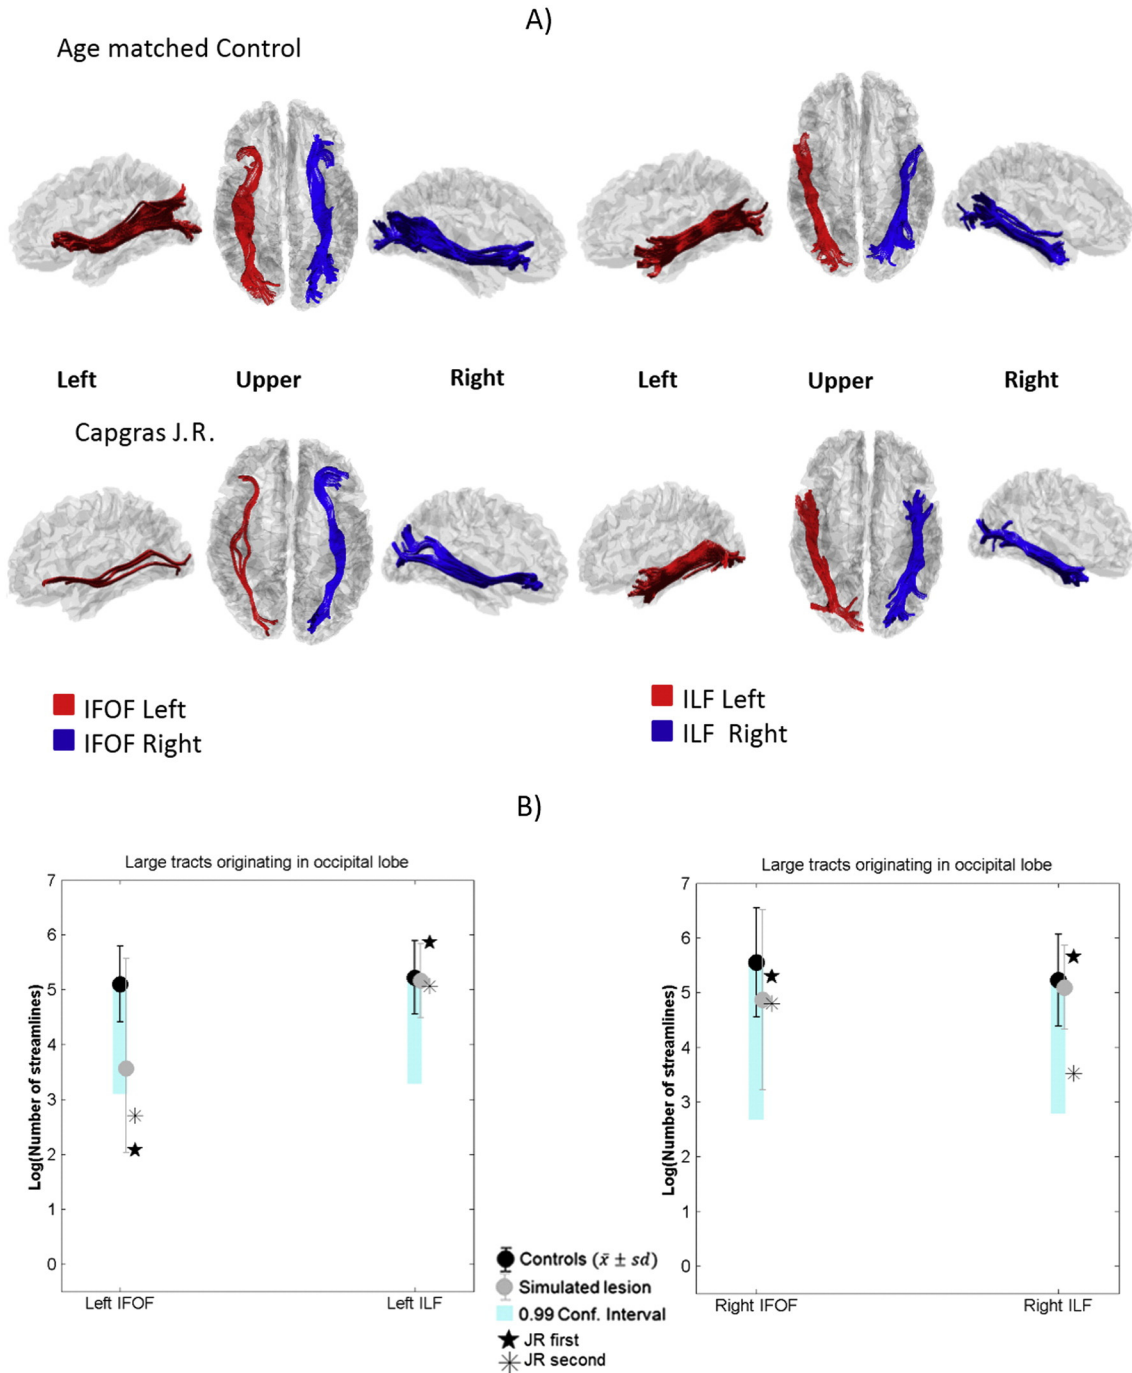 A)
Age matched Control
Left Upper Right Left Upper Right
Capgras J.R.
IFOF Left
IFOF Right
ILF Left
ILF Right
B)
Large tracts originating in occipital lobe
Log(Number of streamlines)
7
6
5
4
3
2
1
0
Left IFOF Left ILF
Large tracts originating in occipital lobe
Log(Number of streamlines)
7
6
5
4
3
2
1
0
Right IFOF Right ILF
Controls (x̄ ± sd)
Simulated lesion
0.99 Conf. Interval
JR first
JR second